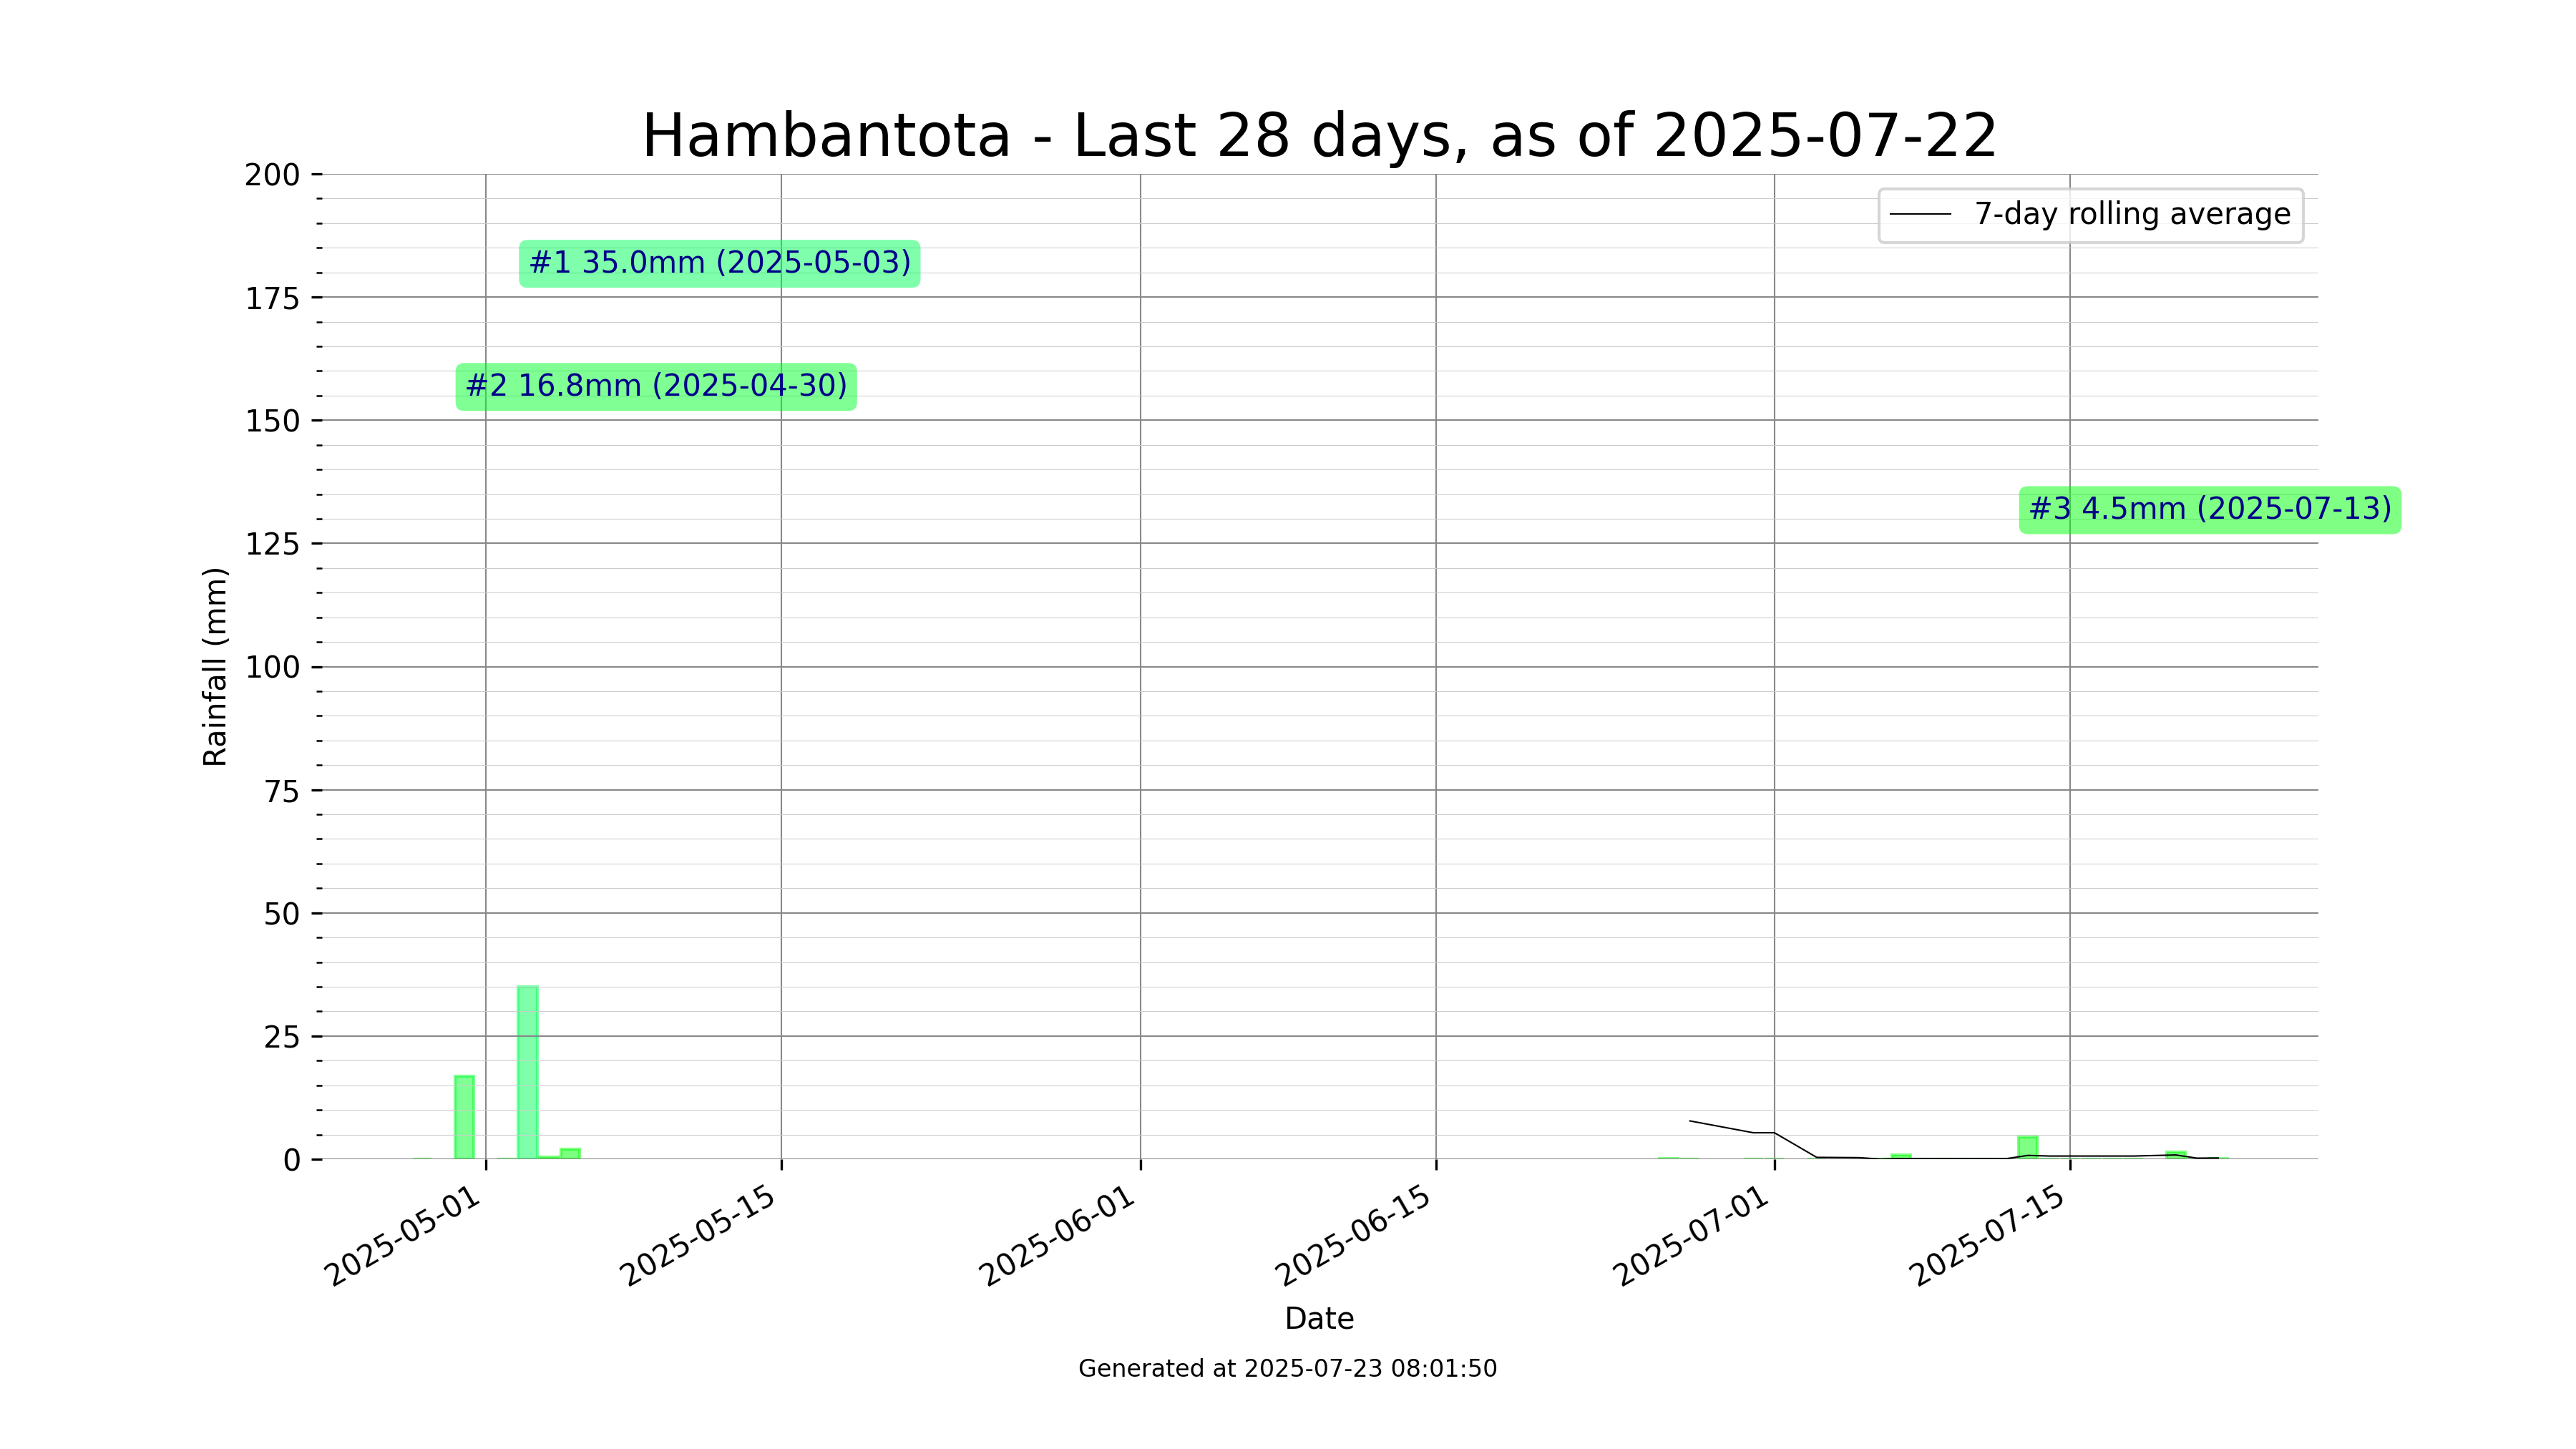 Hambantota - Last 28 days, as of 2025-07-22
200
175
150
125
100
75
50
25
0
Rainfall (mm)
7-day rolling average
#1 35.0mm (2025-05-03)
#2 16.8mm (2025-04-30)
#3 4.5mm (2025-07-13)
2025-05-01
2025-05-15
2025-06-01
2025-06-15
2025-07-01
2025-07-15
Date
Generated at 2025-07-23 08:01:50